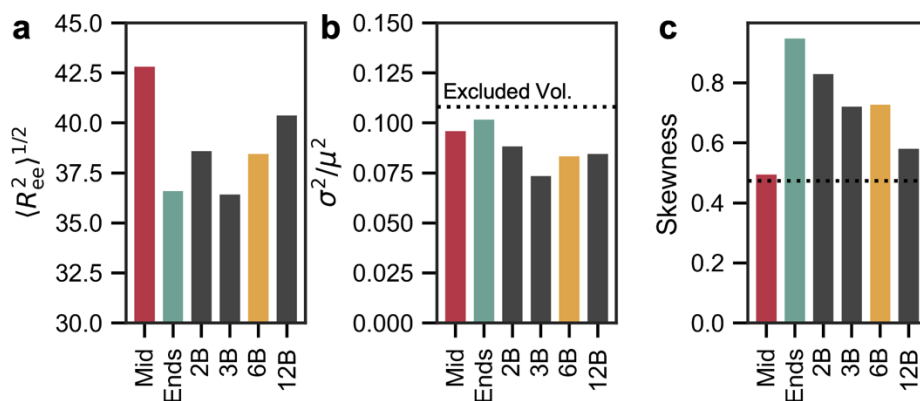 a
45.0
42.5
40.0
37.5
35.0
32.5
30.0
⟨R²ee⟩¹/²
Mid
Ends
2B
3B
6B
12B
b
0.150
0.125
0.100
0.075
0.050
0.025
0.000
σ²/μ²
Excluded Vol.
Mid
Ends
2B
3B
6B
12B
c
0.8
0.6
0.4
0.2
0.0
Skewness
Mid
Ends
2B
3B
6B
12B